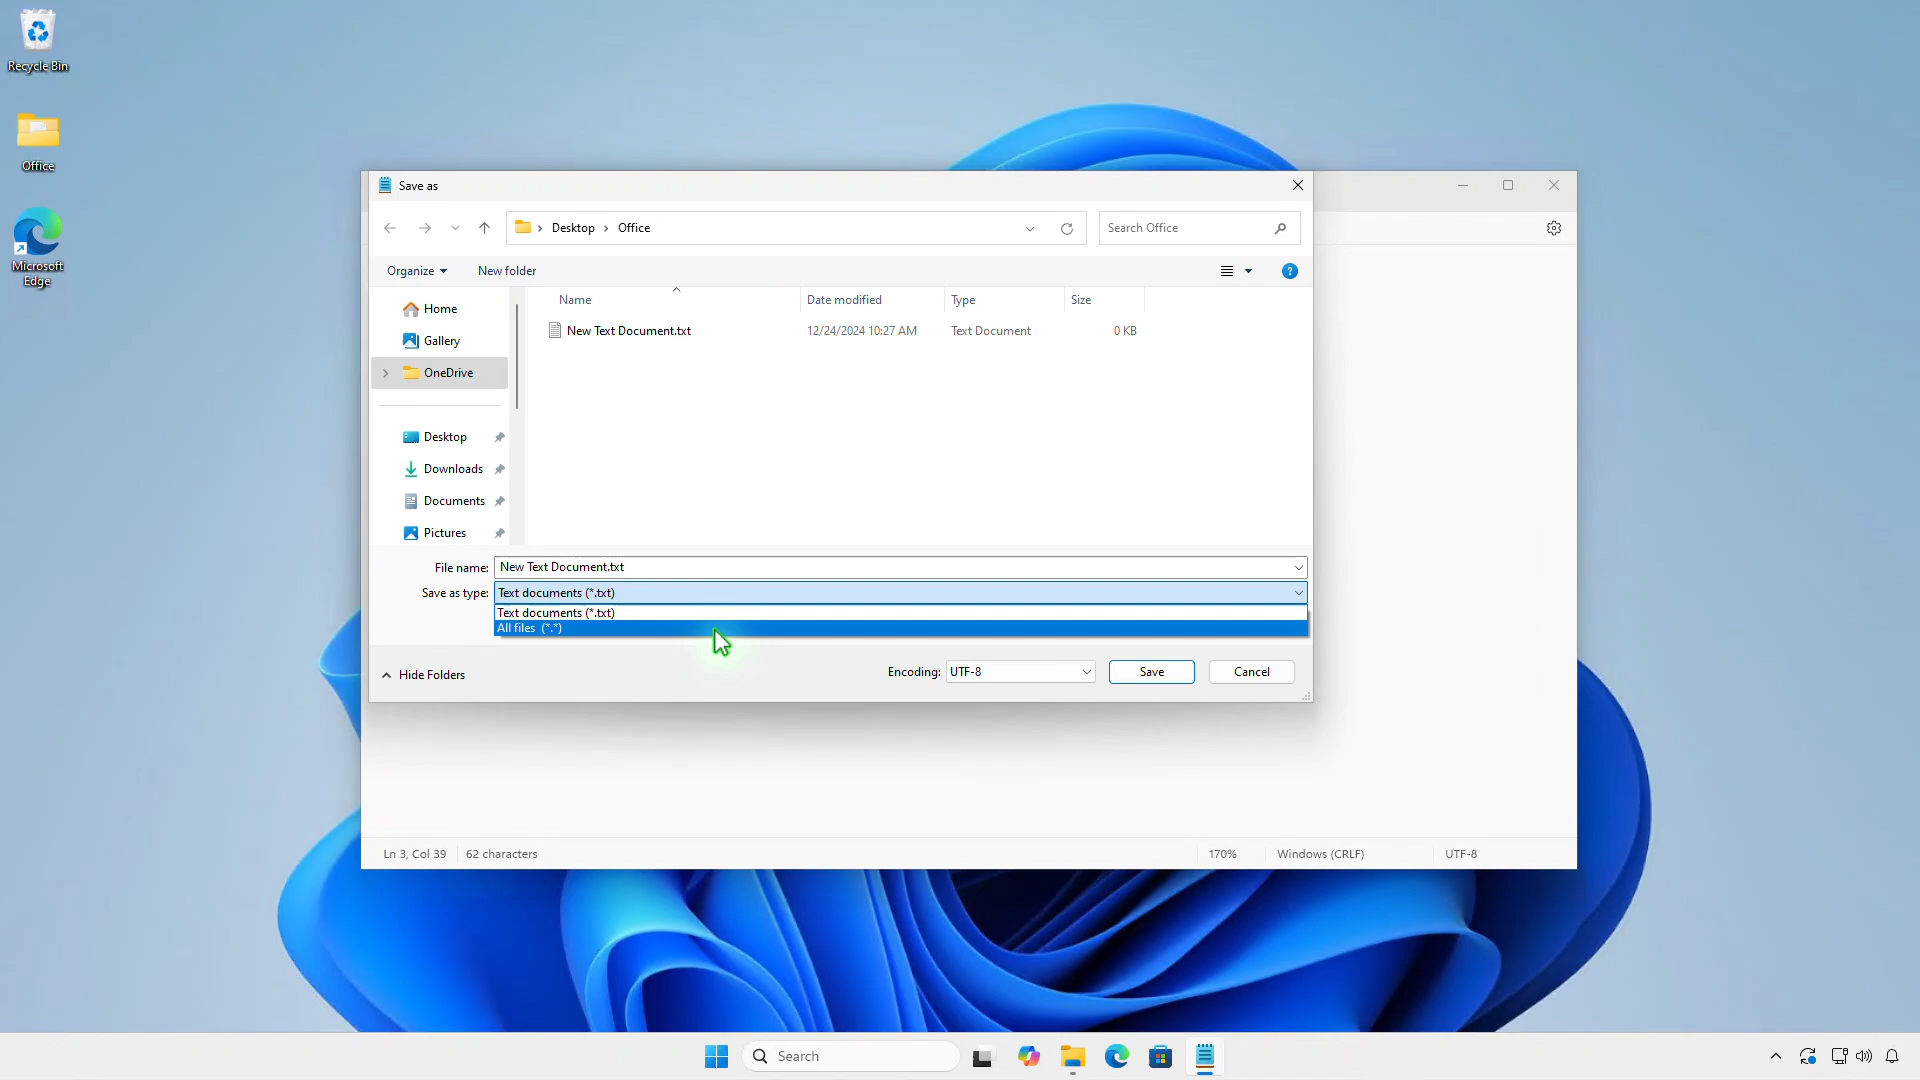 Recycle Bin
Office
Microsoft
Edge
Save as
Desktop
Office
Search Office
Organize
New folder
Name
Date modified
Type
Size
New Text Document.txt
12/24/2024 10:27 AM
Text Document
0 KB
Home
Gallery
OneDrive
Desktop
Downloads
Documents
Pictures
File name:
New Text Document.txt
Save as type:
Text documents (*.txt)
Text documents (*.txt)
All files (*.*)
Hide Folders
Encoding:
UTF-8
Save
Cancel
Ln 3, Col 39
62 characters
170%
Windows (CRLF)
UTF-8
Search